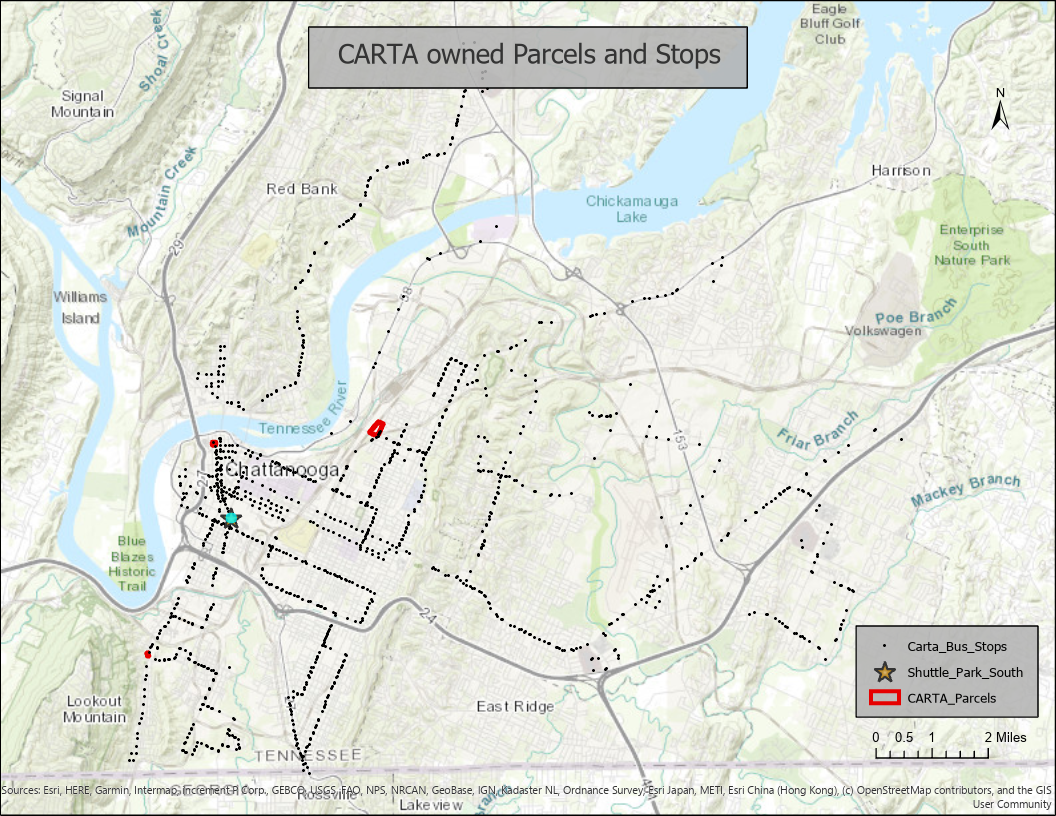 CARTA owned Parcels and Stops
Eagle
Bluff Golf
Club
Shoal Creek
Signal
Mountain
N
Mountain Creek
Harrison
Red Bank
Chickamauga
Lake
Enterprise
South
Nature Park
Williams
Island
Poe Branch
Volkswagen
Tennessee River
153
Friar Branch
27
Chattanooga
Mackey Branch
Blue
Blazes
Historic
Trail
24
Carta_Bus_Stops
Shuttle_Park_South
CARTA_Parcels
Lookout
Mountain
East Ridge
0 0.5 1 2 Miles
TENNESSEE
Sources: Esri, HERE, Garmin, Intermap, increment P Corp., GEBCO, USGS, FAO, NPS, NRCAN, GeoBase, IGN, Kadaster NL, Ordnance Survey, Esri Japan, METI, Esri China (Hong Kong), (c) OpenStreetMap contributors, and the GIS
User Community
Rossville
Lakeview